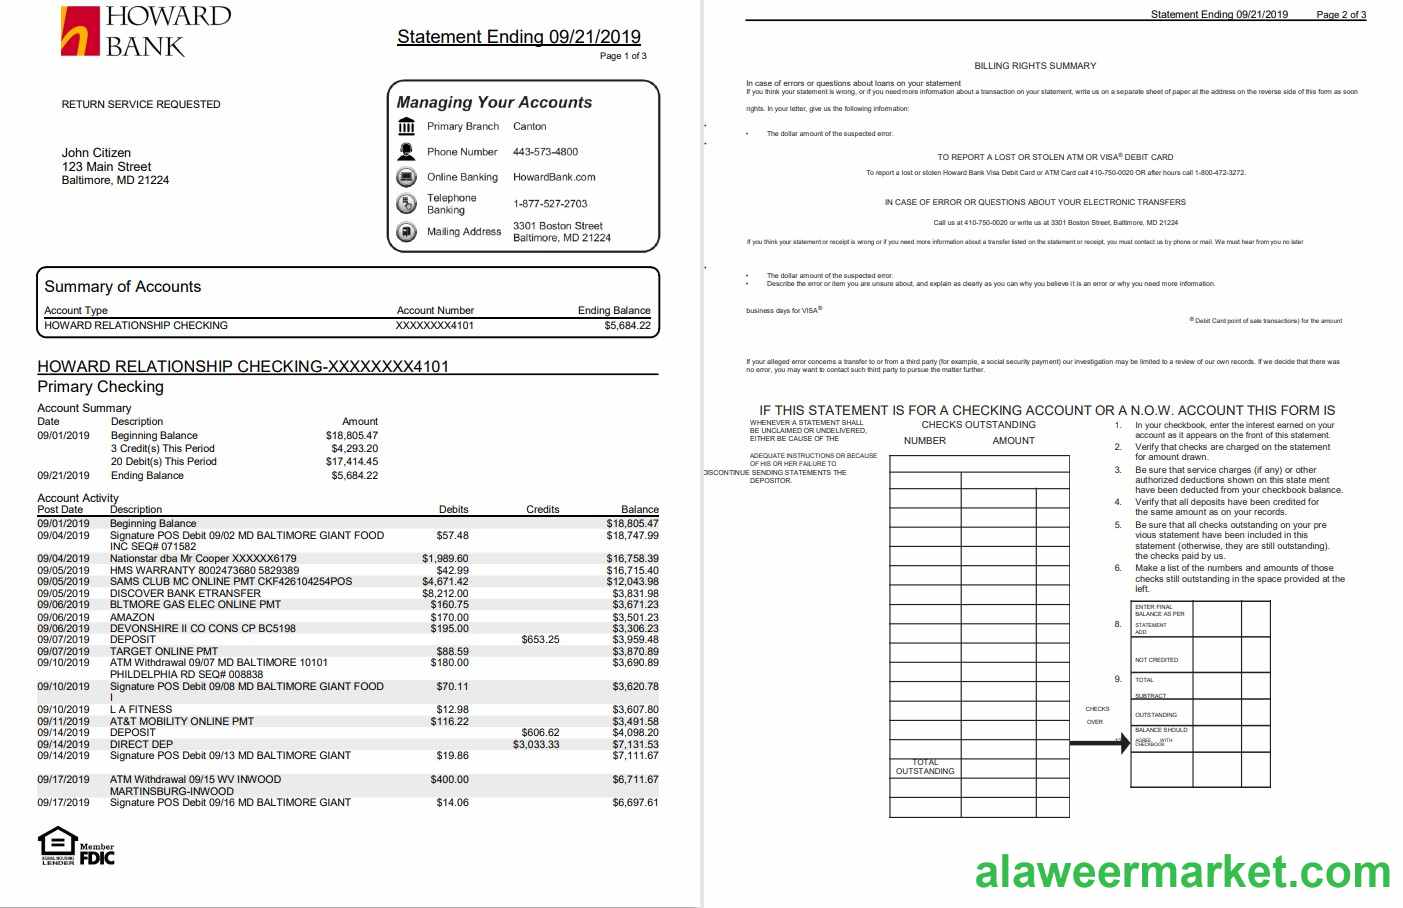 HOWARD
BANK
Statement Ending 09/21/2019
Page 1 of 3
RETURN SERVICE REQUESTED
John Citizen
123 Main Street
Baltimore, MD 21224
Managing Your Accounts
Primary Branch Canton
Phone Number 443-573-4800
Online Banking HowardBank.com
Telephone
Banking 1-877-527-2703
Mailing Address 3301 Boston Street
Baltimore, MD 21224
Summary of Accounts
Account Type Account Number Ending Balance
HOWARD RELATIONSHIP CHECKING XXXXXXXX4101 $5,684.22
HOWARD RELATIONSHIP CHECKING-XXXXXXXX4101
Primary Checking
Account Summary
Date Description Amount
09/01/2019 Beginning Balance $18,805.47
3 Credit(s) This Period $4,293.20
20 Debit(s) This Period $17,414.45
09/21/2019 Ending Balance $5,684.22
Account Activity
Post Date Description Debits Credits Balance
09/01/2019 Beginning Balance $18,805.47
09/04/2019 Signature POS Debit 09/02 MD BALTIMORE GIANT FOOD $57.48 $18,747.99
INC SEQ# 071582
09/04/2019 Nationstar dba Mr Cooper XXXXXX6179 $1,989.60 $16,758.39
09/05/2019 HMS WARRANTY 8002473680 5829389 $42.99 $16,715.40
09/05/2019 SAMS CLUB MC ONLINE PMT CKF426104254POS $4,671.42 $12,043.98
09/05/2019 DISCOVER BANK ETRANSFER $8,212.00 $3,831.98
09/06/2019 BLTMORE GAS ELEC ONLINE PMT $160.75 $3,671.23
09/06/2019 AMAZON $170.00 $3,501.23
09/06/2019 DEVONSHIRE II CO CONS CP BC5198 $195.00 $3,306.23
09/07/2019 DEPOSIT $653.25 $3,959.48
09/07/2019 TARGET ONLINE PMT $88.59 $3,870.89
09/10/2019 ATM Withdrawal 09/07 MD BALTIMORE 10101 $180.00 $3,690.89
PHILDELPHIA RD SEQ# 008838
09/10/2019 Signature POS Debit 09/08 MD BALTIMORE GIANT FOOD $70.11 $3,620.78
I
09/10/2019 L A FITNESS $12.98 $3,607.80
09/11/2019 AT&T MOBILITY ONLINE PMT $116.22 $3,491.58
09/14/2019 DEPOSIT $606.62 $4,098.20
09/14/2019 DIRECT DEP $3,033.33 $7,131.53
09/14/2019 Signature POS Debit 09/13 MD BALTIMORE GIANT $19.86 $7,111.67
09/17/2019 ATM Withdrawal 09/15 WV INWOOD $400.00 $6,711.67
MARTINSBURG-INWOOD
09/17/2019 Signature POS Debit 09/16 MD BALTIMORE GIANT $14.06 $6,697.61
EQUAL HOUSING
LENDER
Member
FDIC
Statement Ending 09/21/2019 Page 2 of 3
BILLING RIGHTS SUMMARY
In case of errors or questions about loans on your statement
If you think your statement is wrong, or if you need more information about a transaction on your statement, write us on a separate sheet of paper at the address on the reverse side of this form as soon
rights. In your letter, give us the following information:
• The dollar amount of the suspected error.
TO REPORT A LOST OR STOLEN ATM OR VISA® DEBIT CARD
To report a lost or stolen Howard Bank Visa Debit Card or ATM Card call 410-750-0020 OR after hours call 1-800-472-3272.
IN CASE OF ERROR OR QUESTIONS ABOUT YOUR ELECTRONIC TRANSFERS
Call us at 410-750-0020 or write us at 3301 Boston Street, Baltimore, MD 21224
If you think your statement or receipt is wrong or if you need more information about a transfer listed on the statement or receipt, you must contact us by phone or mail. We must hear from you no later
• The dollar amount of the suspected error.
• Describe the error or item you are unsure about, and explain as clearly as you can why you believe it is an error or why you need more information.
business days for VISA®
® Debit Card point of sale transactions) for the amount
If your alleged error concerns a transfer to or from a third party (for example, a social security payment) our investigation may be limited to a review of our own records. If we decide that there was
no error, you may want to contact such third party to pursue the matter further.
IF THIS STATEMENT IS FOR A CHECKING ACCOUNT OR A N.O.W. ACCOUNT THIS FORM IS
WHENEVER A STATEMENT SHALL
BE UNCLAIMED OR UNDELIVERED,
EITHER BE CAUSE OF THE
ADEQUATE INSTRUCTIONS OR BECAUSE
OF HIS OR HER FAILURE TO
DISCONTINUE SENDING STATEMENTS THE
DEPOSITOR.
CHECKS OUTSTANDING
NUMBER AMOUNT
TOTAL
OUTSTANDING
1. In your checkbook, enter the interest earned on your
account as it appears on the front of this statement.
2. Verify that checks are charged on the statement
for amount drawn.
3. Be sure that service charges (if any) or other
authorized deductions shown on this state ment
have been deducted from your checkbook balance.
4. Verify that all deposits have been credited for
the same amount as on your records.
5. Be sure that all checks outstanding on your pre
vious statement have been included in this
statement (otherwise, they are still outstanding).
the checks paid by us.
6. Make a list of the numbers and amounts of those
checks still outstanding in the space provided at the
left.
ENTER FINAL
BALANCE AS PER
8. STATEMENT
ADD
NOT CREDITED
9. TOTAL
SUBTRACT
CHECKS
OUTSTANDING
OVER
BALANCE SHOULD
AGREE WITH
CHECKBOOK
alaweermarket.com